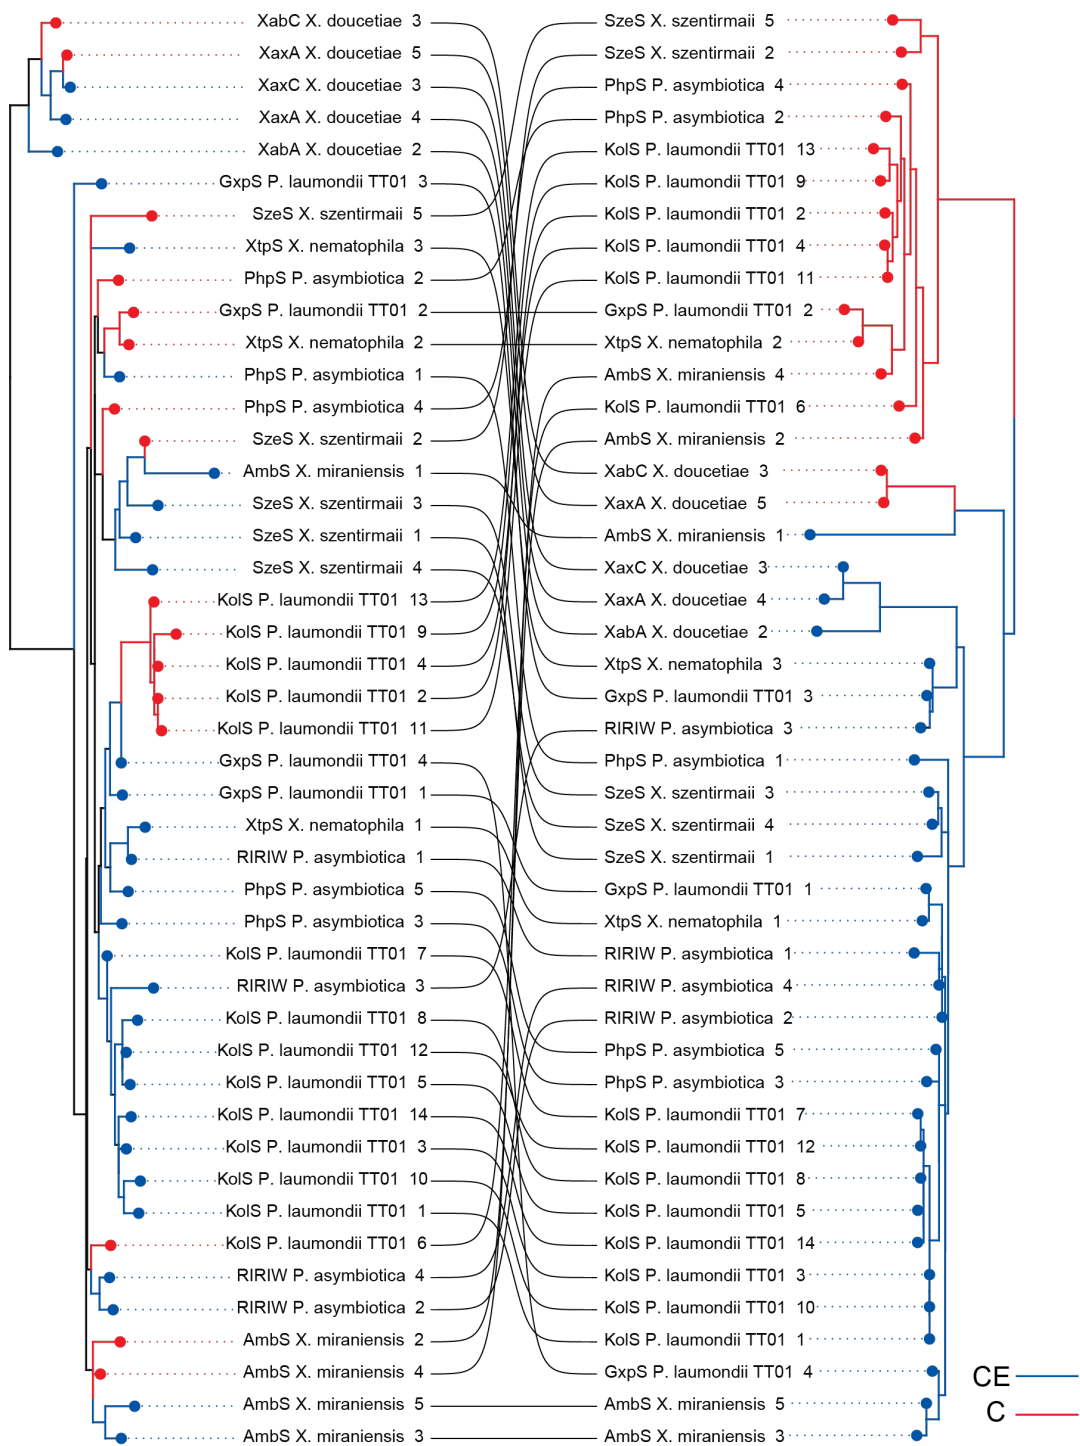 XabC X. doucetiae 3
XaxA X. doucetiae 5
XaxC X. doucetiae 3
XaxA X. doucetiae 4
XabA X. doucetiae 2
GxpS P. laumondii TT01 3
SzeS X. szentirmaii 5
XtpS X. nematophila 3
PhpS P. asymbiotica 2
GxpS P. laumondii TT01 2
XtpS X. nematophila 2
PhpS P. asymbiotica 1
PhpS P. asymbiotica 4
SzeS X. szentirmaii 2
AmbS X. miraniensis 1
SzeS X. szentirmaii 3
SzeS X. szentirmaii 1
SzeS X. szentirmaii 4
KolS P. laumondii TT01 13
KolS P. laumondii TT01 9
KolS P. laumondii TT01 4
KolS P. laumondii TT01 2
KolS P. laumondii TT01 11
GxpS P. laumondii TT01 4
GxpS P. laumondii TT01 1
XtpS X. nematophila 1
RIRIW P. asymbiotica 1
PhpS P. asymbiotica 5
PhpS P. asymbiotica 3
KolS P. laumondii TT01 7
RIRIW P. asymbiotica 3
KolS P. laumondii TT01 8
KolS P. laumondii TT01 12
KolS P. laumondii TT01 5
KolS P. laumondii TT01 14
KolS P. laumondii TT01 3
KolS P. laumondii TT01 10
KolS P. laumondii TT01 1
KolS P. laumondii TT01 6
RIRIW P. asymbiotica 4
RIRIW P. asymbiotica 2
AmbS X. miraniensis 2
AmbS X. miraniensis 4
AmbS X. miraniensis 5
AmbS X. miraniensis 3
SzeS X. szentirmaii 5
SzeS X. szentirmaii 2
PhpS P. asymbiotica 4
PhpS P. asymbiotica 2
KolS P. laumondii TT01 13
KolS P. laumondii TT01 9
KolS P. laumondii TT01 2
KolS P. laumondii TT01 4
KolS P. laumondii TT01 11
GxpS P. laumondii TT01 2
XtpS X. nematophila 2
AmbS X. miraniensis 4
KolS P. laumondii TT01 6
AmbS X. miraniensis 2
XabC X. doucetiae 3
XaxA X. doucetiae 5
AmbS X. miraniensis 1
XaxC X. doucetiae 3
XaxA X. doucetiae 4
XabA X. doucetiae 2
XtpS X. nematophila 3
GxpS P. laumondii TT01 3
RIRIW P. asymbiotica 3
PhpS P. asymbiotica 1
SzeS X. szentirmaii 3
SzeS X. szentirmaii 4
SzeS X. szentirmaii 1
GxpS P. laumondii TT01 1
XtpS X. nematophila 1
RIRIW P. asymbiotica 1
RIRIW P. asymbiotica 4
RIRIW P. asymbiotica 2
PhpS P. asymbiotica 5
PhpS P. asymbiotica 3
KolS P. laumondii TT01 7
KolS P. laumondii TT01 12
KolS P. laumondii TT01 8
KolS P. laumondii TT01 5
KolS P. laumondii TT01 14
KolS P. laumondii TT01 3
KolS P. laumondii TT01 10
KolS P. laumondii TT01 1
GxpS P. laumondii TT01 4
AmbS X. miraniensis 5
AmbS X. miraniensis 3
CE
C